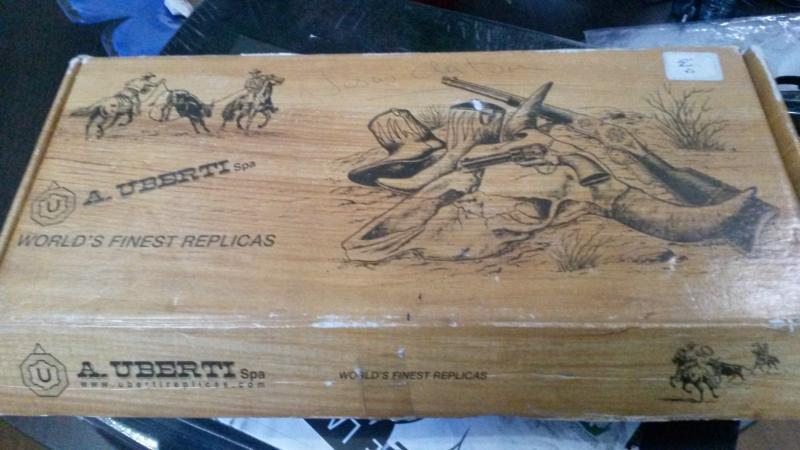 A. UBERTI Spa
WORLD'S FINEST REPLICAS
U
A. UBERTI Spa
www.ubertireplicas.com
WORLD'S FINEST REPLICAS
U